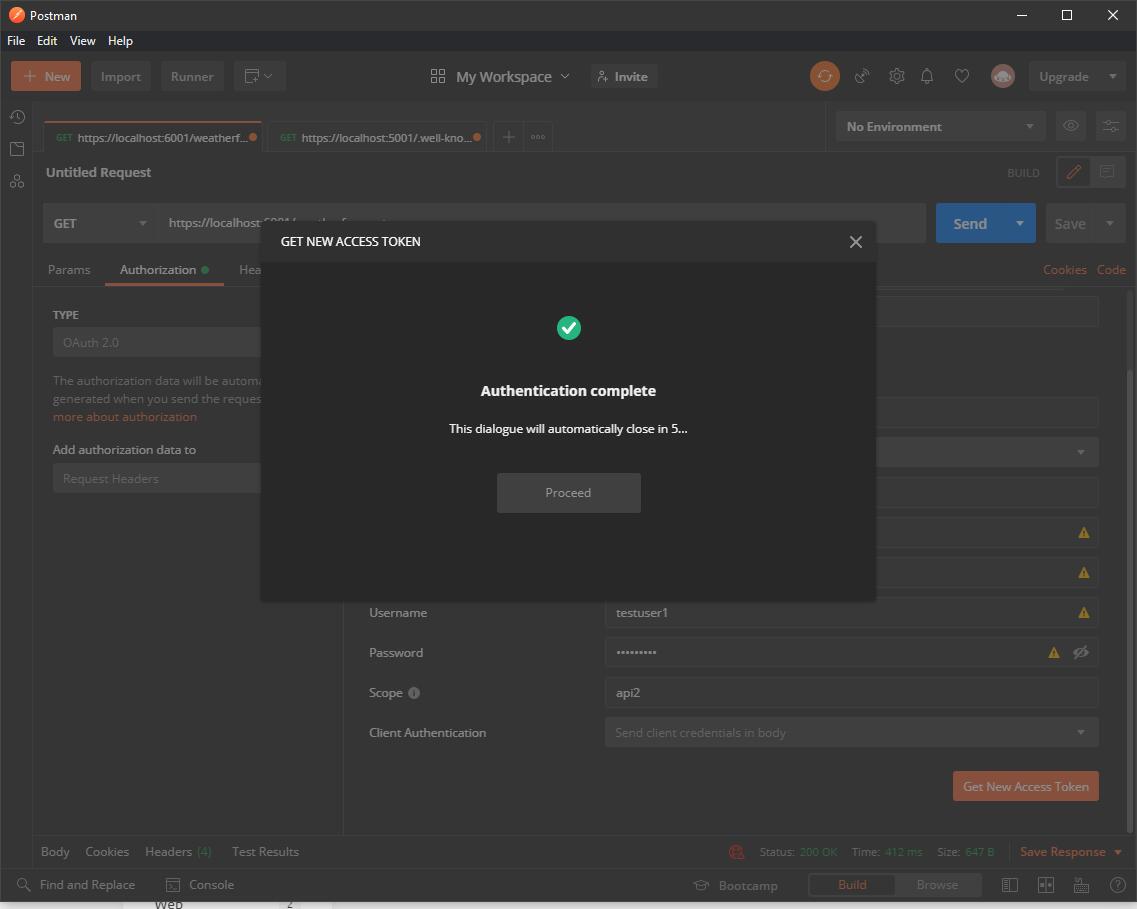 Postman
File Edit View Help
New Import Runner My Workspace Invite Upgrade
GET https://localhost:6001/weatherf... GET https://localhost:5001/.well-kno... No Environment
Untitled Request BUILD
GET https://localhost: Send Save
Params Authorization Hea Cookies Code
GET NEW ACCESS TOKEN
Authentication complete
This dialogue will automatically close in 5...
Proceed
TYPE
OAuth 2.0
The authorization data will be automa
generated when you send the reques
more about authorization
Add authorization data to
Request Headers
Username testuser1
Password •••••••••
Scope api2
Client Authentication Send client credentials in body
Get New Access Token
Body Cookies Headers (4) Test Results Status: 200 OK Time: 412 ms Size: 647 B Save Response
Find and Replace Console Bootcamp Build Browse
Web 2